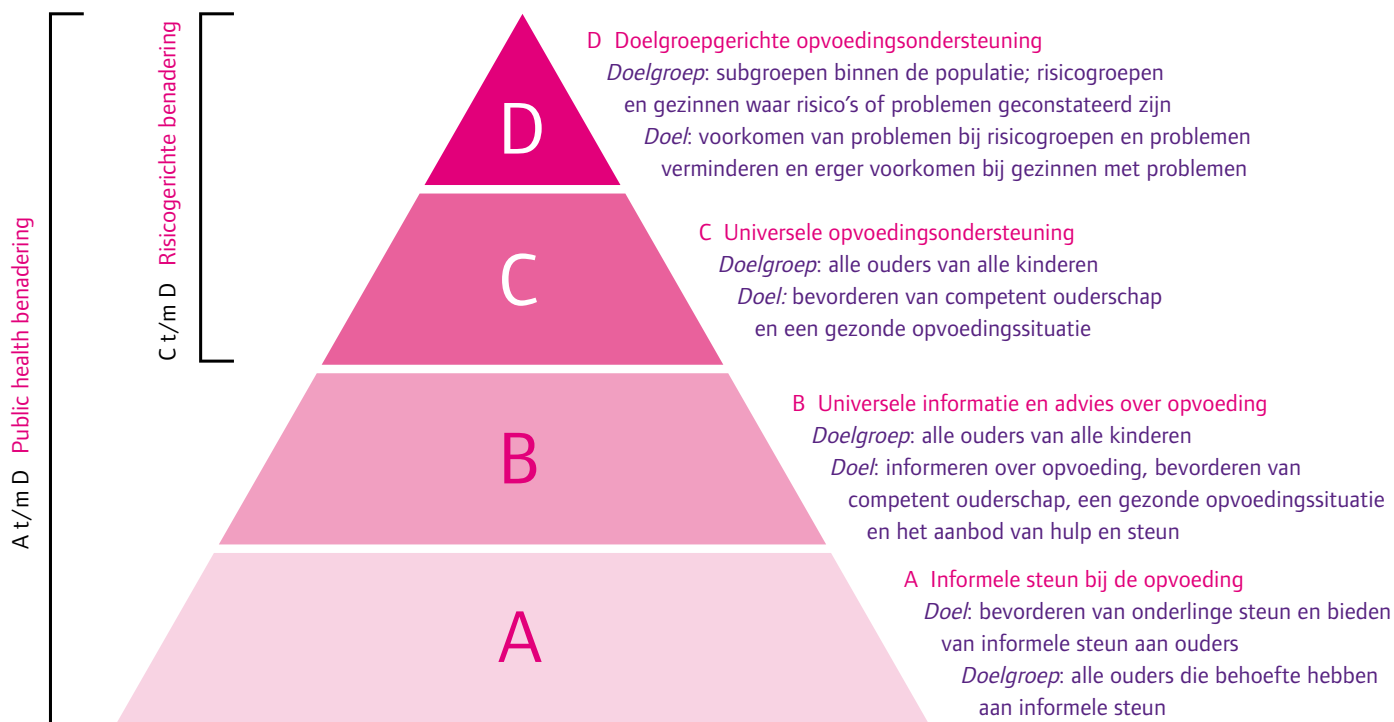 A t/m D Public health benadering
C t/m D Risicogerichte benadering
D
D Doelgroepgerichte opvoedingsondersteuning
Doelgroep: subgroepen binnen de populatie; risicogroepen
en gezinnen waar risico's of problemen geconstateerd zijn
Doel: voorkomen van problemen bij risicogroepen en problemen
verminderen en erger voorkomen bij gezinnen met problemen
C
C Universele opvoedingsondersteuning
Doelgroep: alle ouders van alle kinderen
Doel: bevorderen van competent ouderschap
en een gezonde opvoedingssituatie
B
B Universele informatie en advies over opvoeding
Doelgroep: alle ouders van alle kinderen
Doel: informeren over opvoeding, bevorderen van
competent ouderschap, een gezonde opvoedingssituatie
en het aanbod van hulp en steun
A
A Informele steun bij de opvoeding
Doel: bevorderen van onderlinge steun en bieden
van informele steun aan ouders
Doelgroep: alle ouders die behoefte hebben
aan informele steun